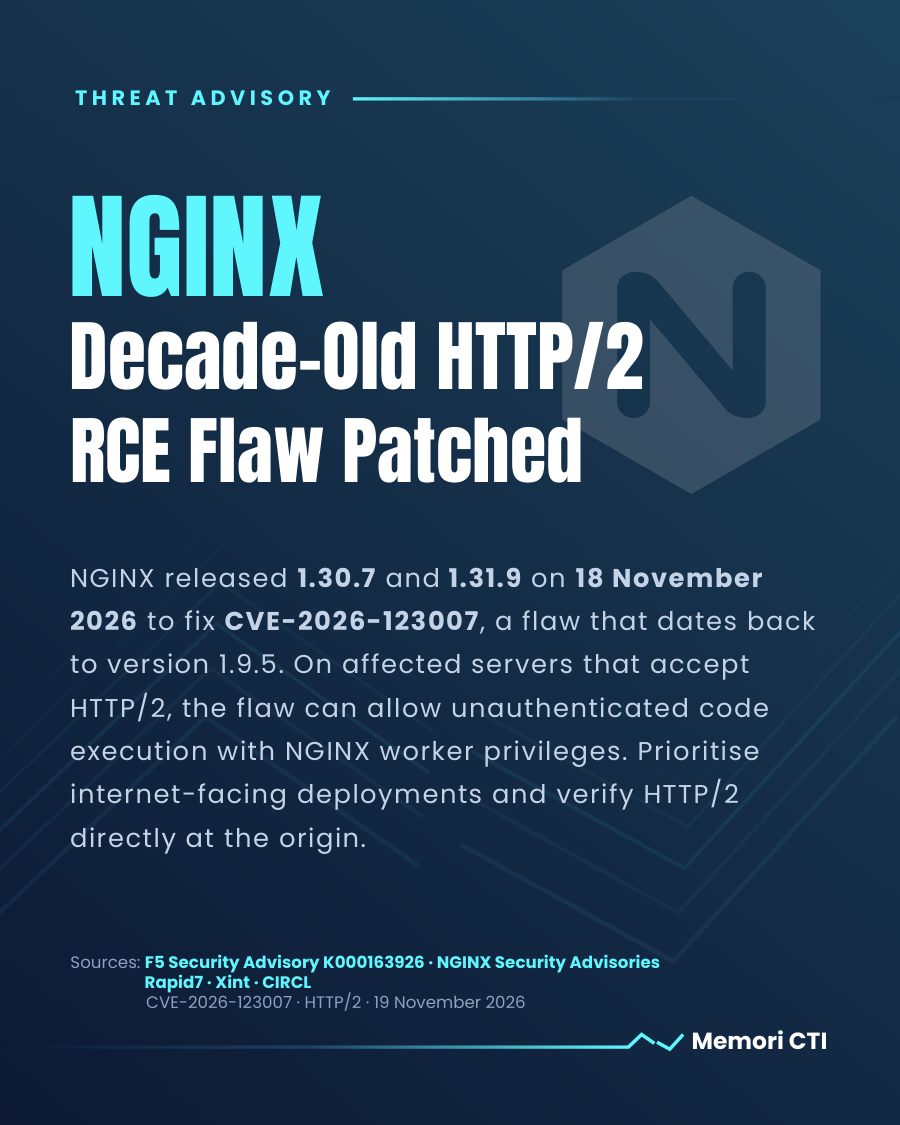 THREAT ADVISORY
NGINX
Decade-Old HTTP/2
RCE Flaw Patched
NGINX released 1.30.7 and 1.31.9 on 18 November
2026 to fix CVE-2026-123007, a flaw that dates back
to version 1.9.5. On affected servers that accept
HTTP/2, the flaw can allow unauthenticated code
execution with NGINX worker privileges. Prioritise
internet-facing deployments and verify HTTP/2
directly at the origin.
Sources: F5 Security Advisory K000163926 · NGINX Security Advisories
Rapid7 · Xint · CIRCL
CVE-2026-123007 · HTTP/2 · 19 November 2026
Memori CTI